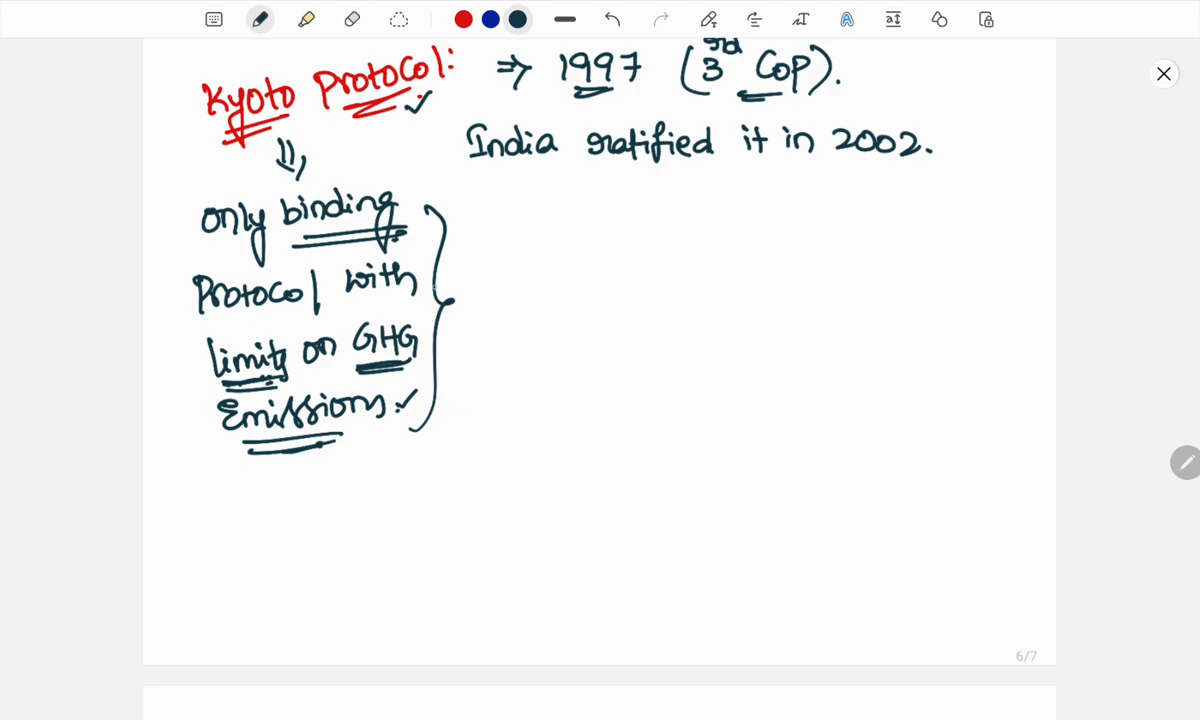 Kyoto Protocol: ⇒ 1997 (3rd CoP).
India ratified it in 2002.
only binding
Protocol with
limits on GHG
Emissions.
6/7